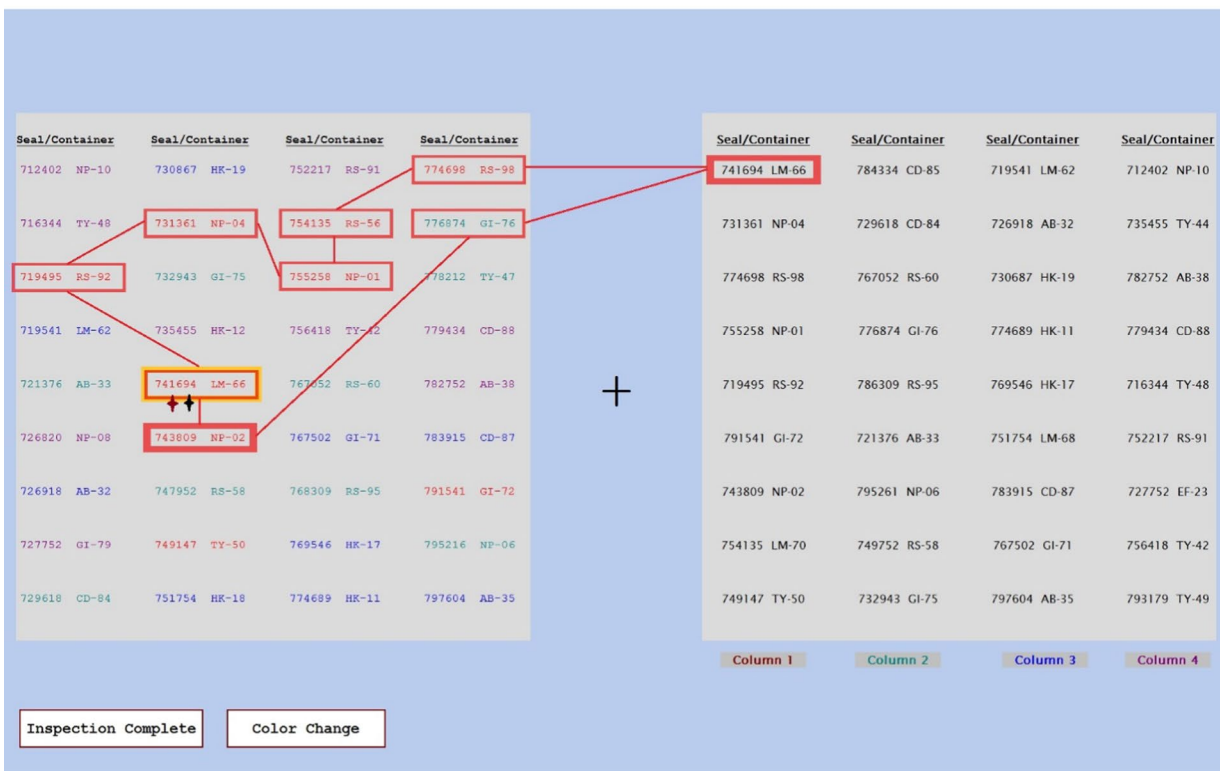 Seal/Container Seal/Container Seal/Container Seal/Container
712402 NP-10 730867 HK-19 752217 RS-91 774698 RS-98
716344 TY-48 731361 NP-04 754135 RS-56 776874 GI-76
719495 RS-92 732943 GI-75 755258 NP-01 778212 TY-47
719541 LM-62 735455 HK-12 756418 TY-42 779434 CD-88
721376 AB-33 741694 LM-66 767052 RS-60 782752 AB-38
726820 NP-08 743809 NP-02 767502 GI-71 783915 CD-87
726918 AB-32 747952 RS-58 768309 RS-95 791541 GI-72
727752 GI-79 749147 TY-50 769546 HK-17 795216 NP-06
729618 CD-84 751754 HK-18 774689 HK-11 797604 AB-35
Seal/Container Seal/Container Seal/Container Seal/Container
741694 LM-66 784334 CD-85 719541 LM-62 712402 NP-10
731361 NP-04 729618 CD-84 726918 AB-32 735455 TY-44
774698 RS-98 767052 RS-60 730687 HK-19 782752 AB-38
755258 NP-01 776874 GI-76 774689 HK-11 779434 CD-88
719495 RS-92 786309 RS-95 769546 HK-17 716344 TY-48
791541 GI-72 721376 AB-33 751754 LM-68 752217 RS-91
743809 NP-02 795261 NP-06 783915 CD-87 727752 EF-23
754135 LM-70 749752 RS-58 767502 GI-71 756418 TY-42
749147 TY-50 732943 GI-75 797604 AB-35 793179 TY-49
Column 1 Column 2 Column 3 Column 4
Inspection Complete Color Change